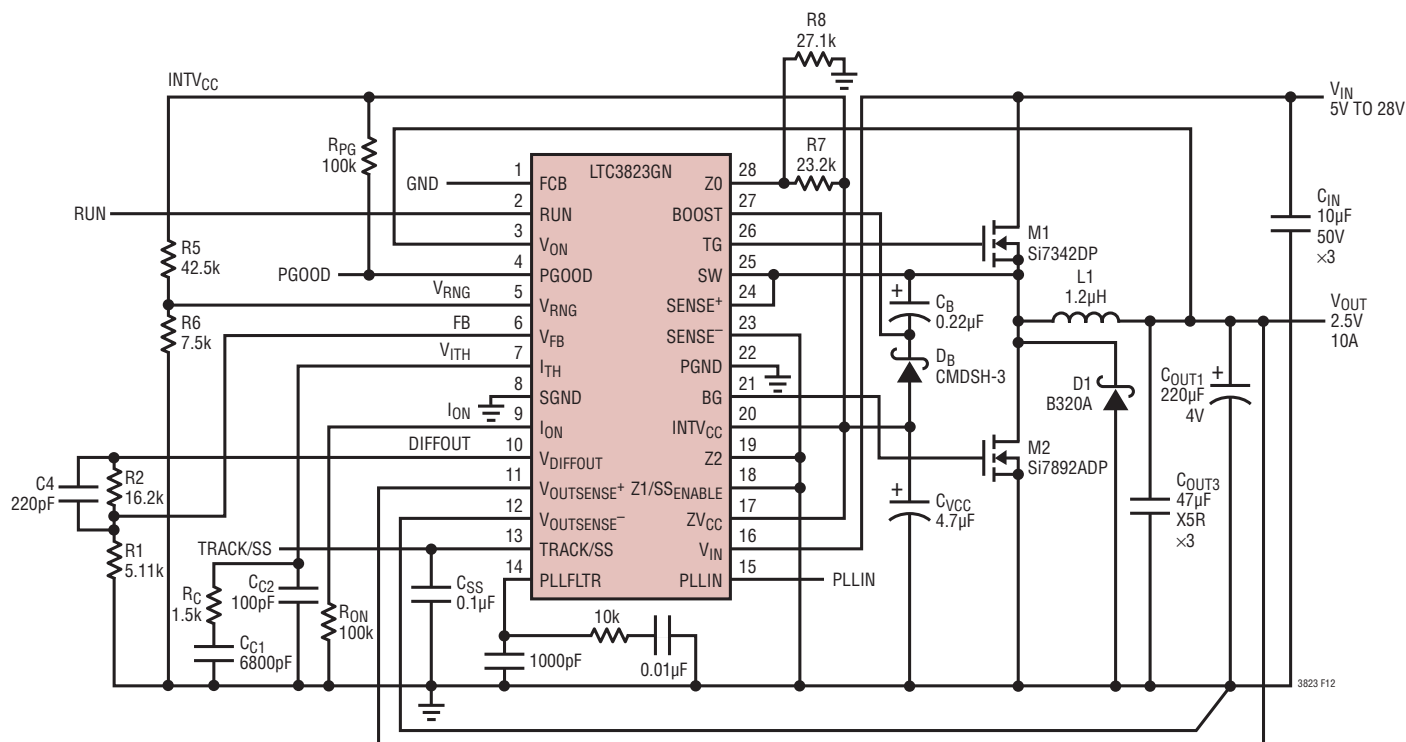 R8
27.1k
INTVCC
VIN
5V TO 28V
RPG
100k
R7
23.2k
LTC3823GN
GND
1
FCB
Z0
28
RUN
2
RUN
BOOST
27
3
VON
TG
26
PGOOD
4
PGOOD
SW
25
VRNG
5
VRNG
SENSE+
24
FB
6
VFB
SENSE–
23
VITH
7
ITH
PGND
22
8
SGND
BG
21
ION
9
ION
INTVCC
20
DIFFOUT
10
VDIFFOUT
Z2
19
11
VOUTSENSE+
Z1/SSENABLE
18
12
VOUTSENSE–
ZVCC
17
TRACK/SS
13
TRACK/SS
VIN
16
14
PLLFLTR
PLLIN
15
PLLIN
R5
42.5k
R6
7.5k
M1
Si7342DP
CIN
10µF
50V
×3
L1
1.2µH
VOUT
2.5V
10A
+
CB
0.22µF
DB
CMDSH-3
D1
B320A
COUT1
220µF
4V
+
M2
Si7892ADP
+
CVCC
4.7µF
COUT3
47µF
X5R
×3
C4
220pF
R2
16.2k
R1
5.11k
RC
1.5k
CC2
100pF
CC1
6800pF
RON
100k
CSS
0.1µF
10k
1000pF
0.01µF
3823 F12